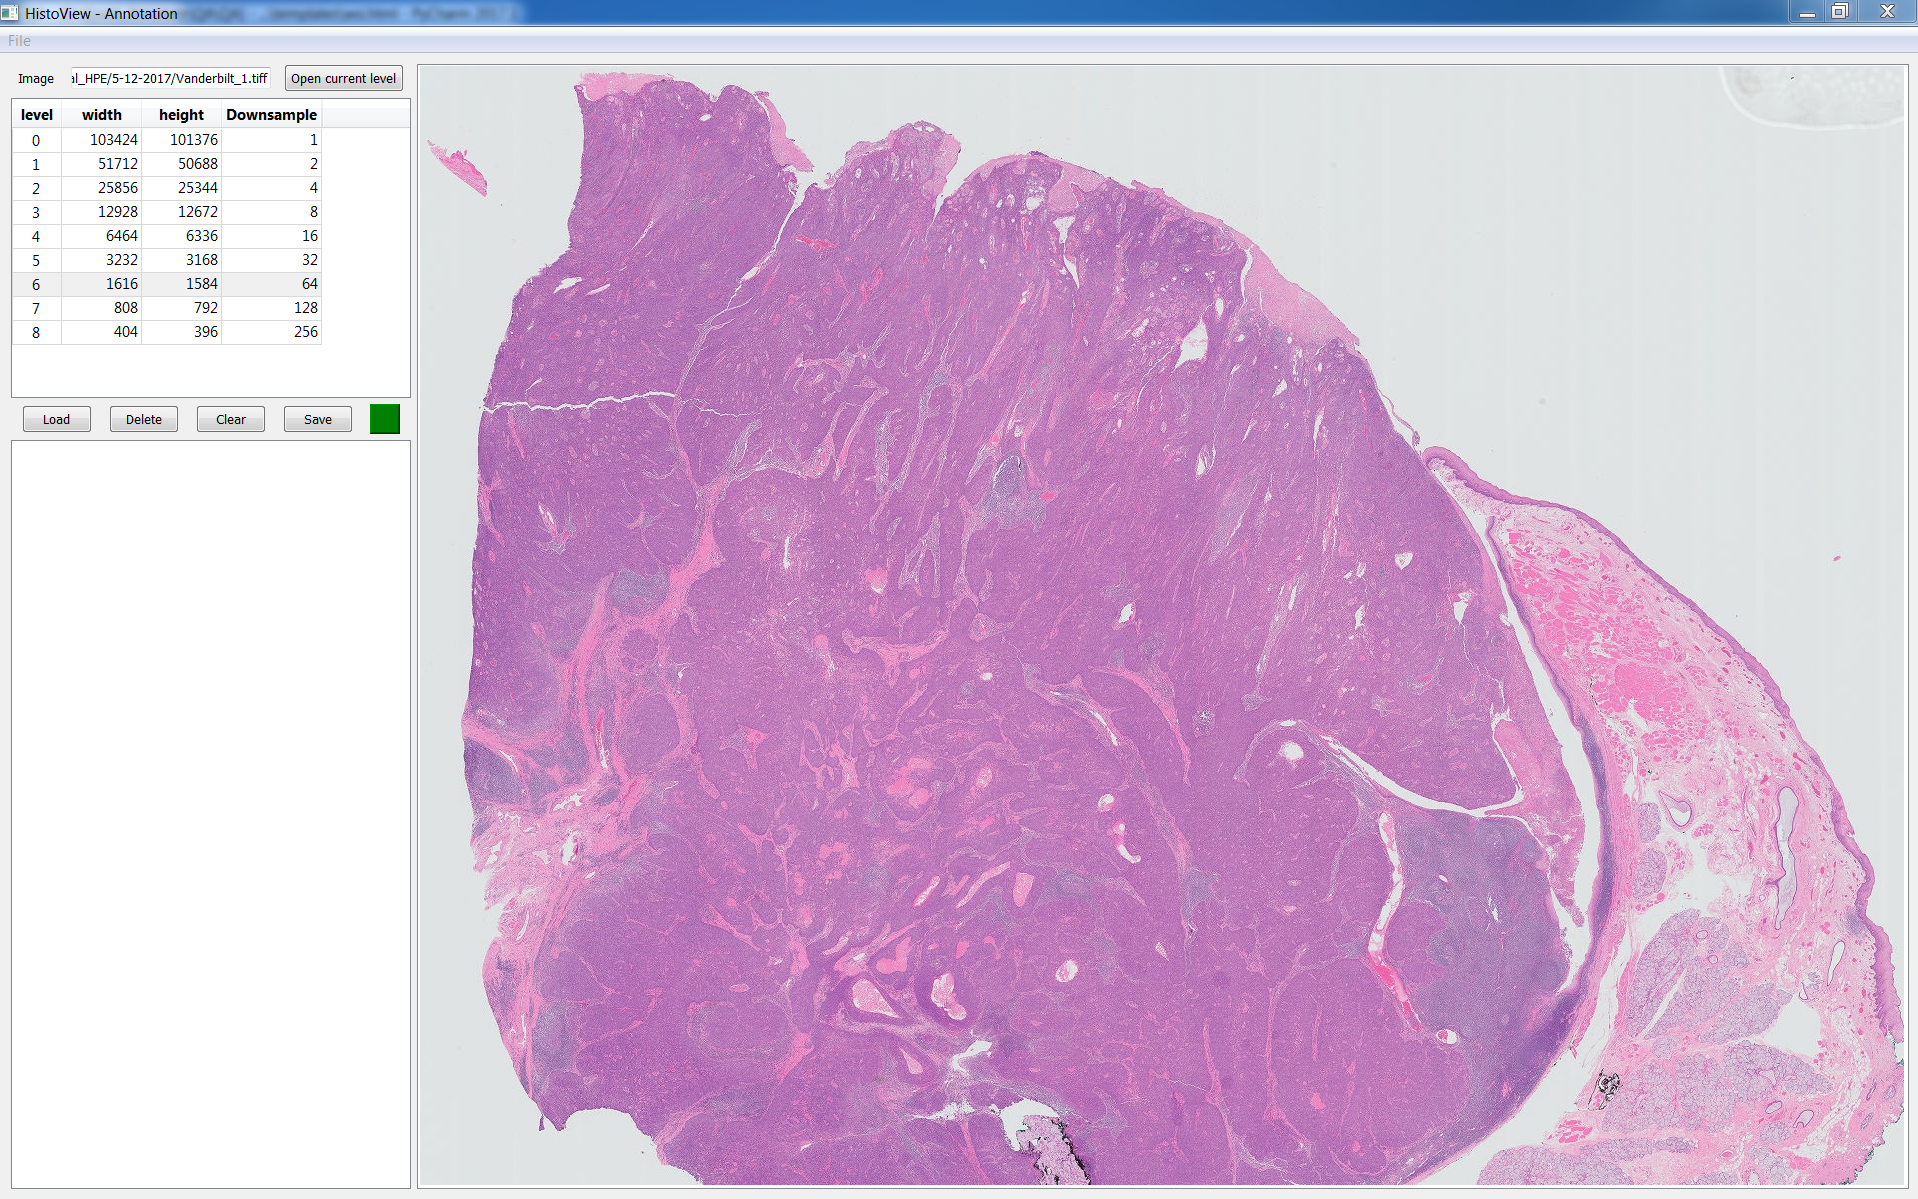 HistoView - Annotation
File
Image al_HPE/5-12-2017/Vanderbilt_1.tiff Open current level
level width height Downsample
0 103424 101376 1
1 51712 50688 2
2 25856 25344 4
3 12928 12672 8
4 6464 6336 16
5 3232 3168 32
6 1616 1584 64
7 808 792 128
8 404 396 256
Load Delete Clear Save